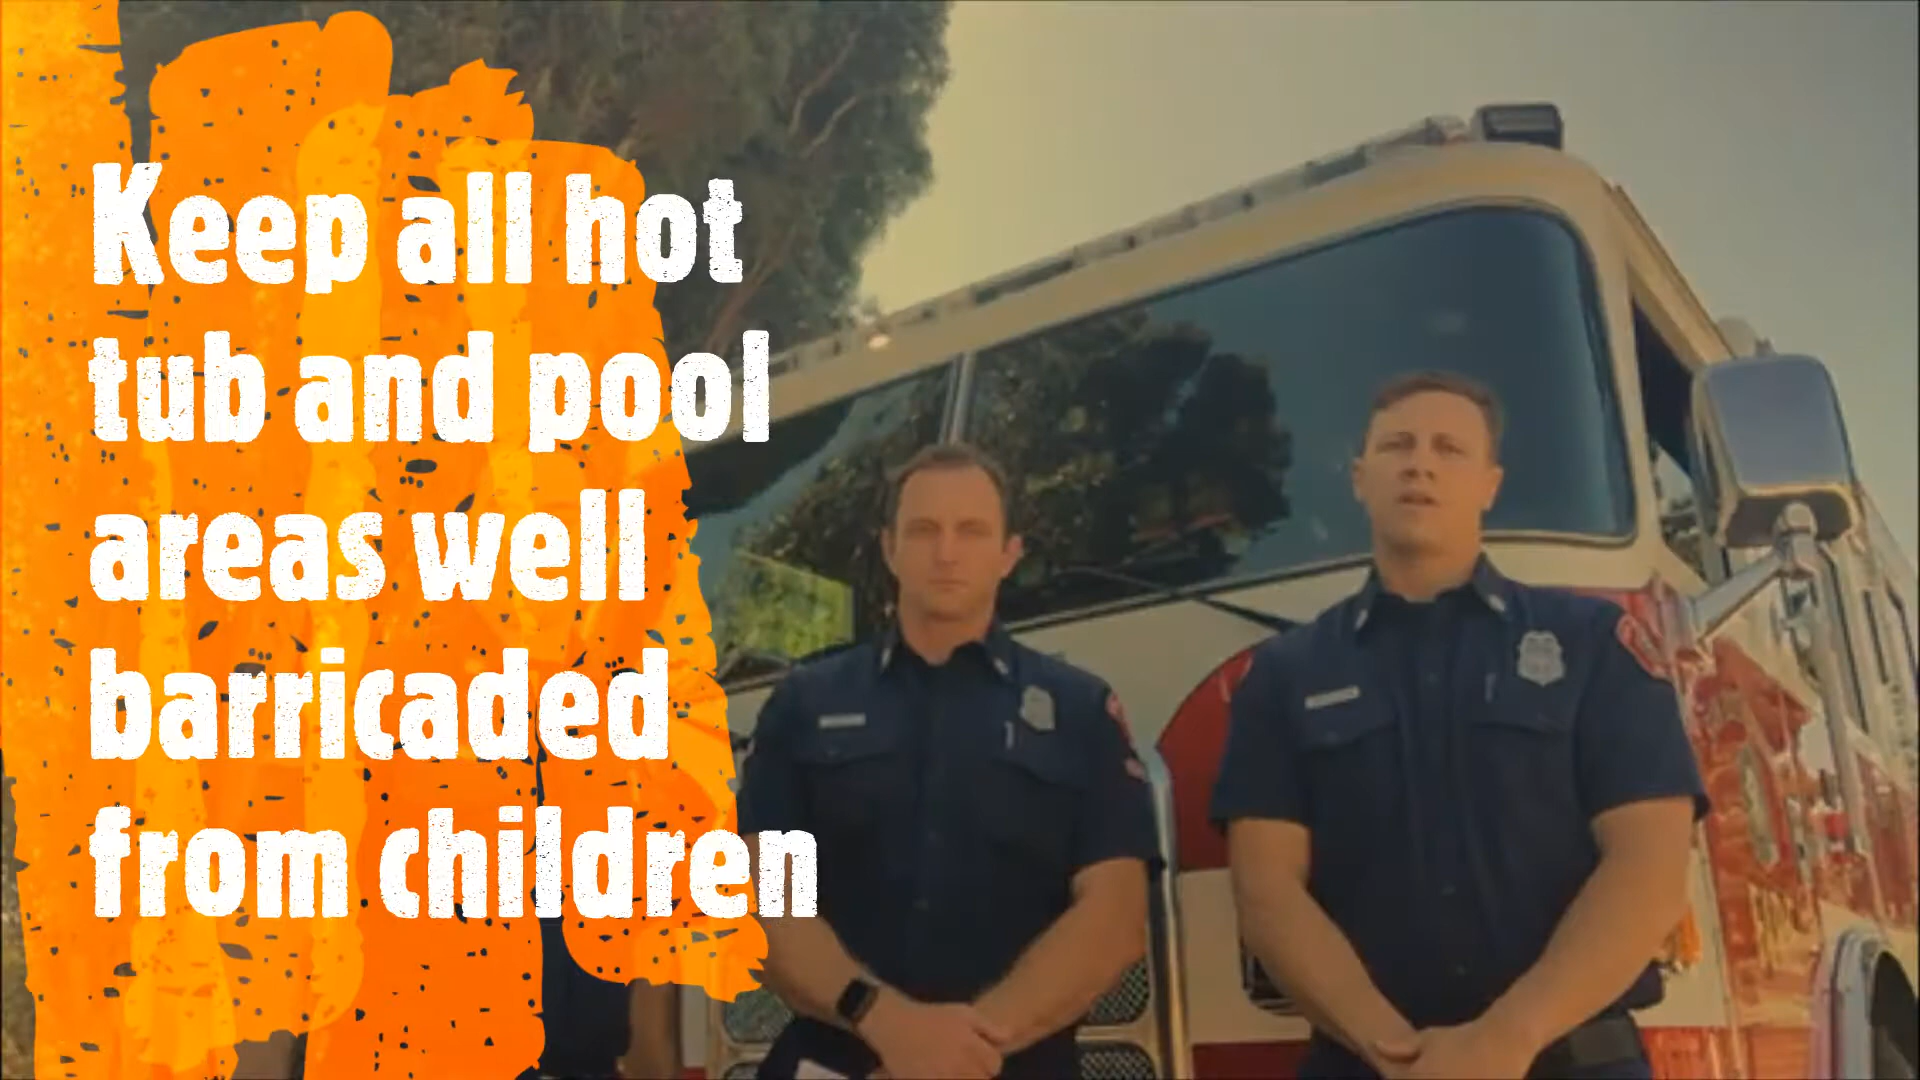 Keep all hot
tub and pool
areas well
barricaded
from children